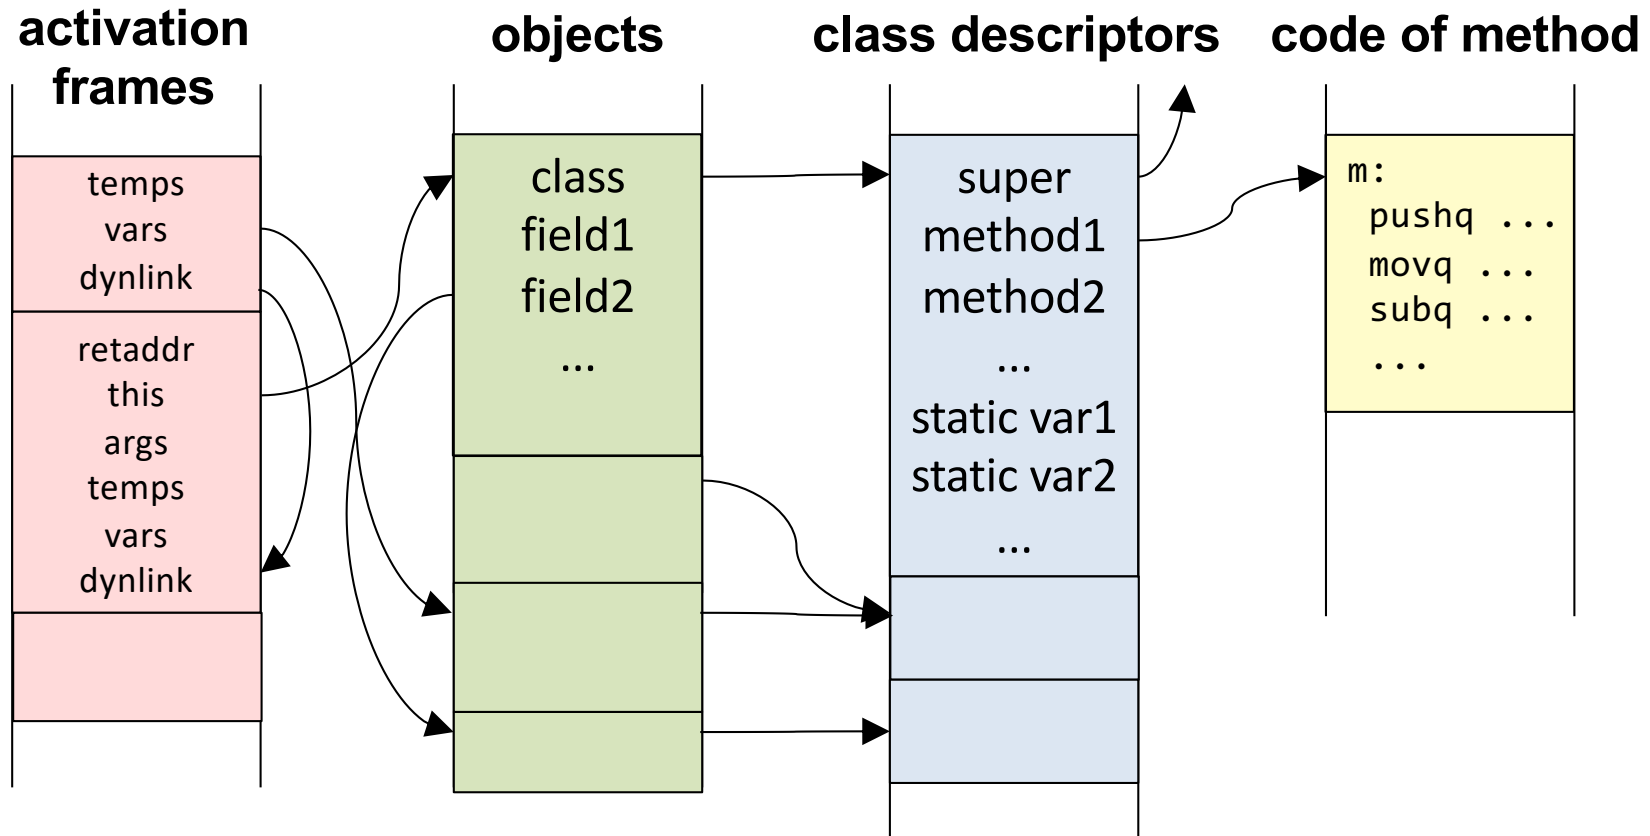 activation
frames
objects
class descriptors
code of method
temps
vars
dynlink
retaddr
this
args
temps
vars
dynlink
class
field1
field2
...
super
method1
method2
...
static var1
static var2
...
m:
pushq ...
movq ...
subq ...
...